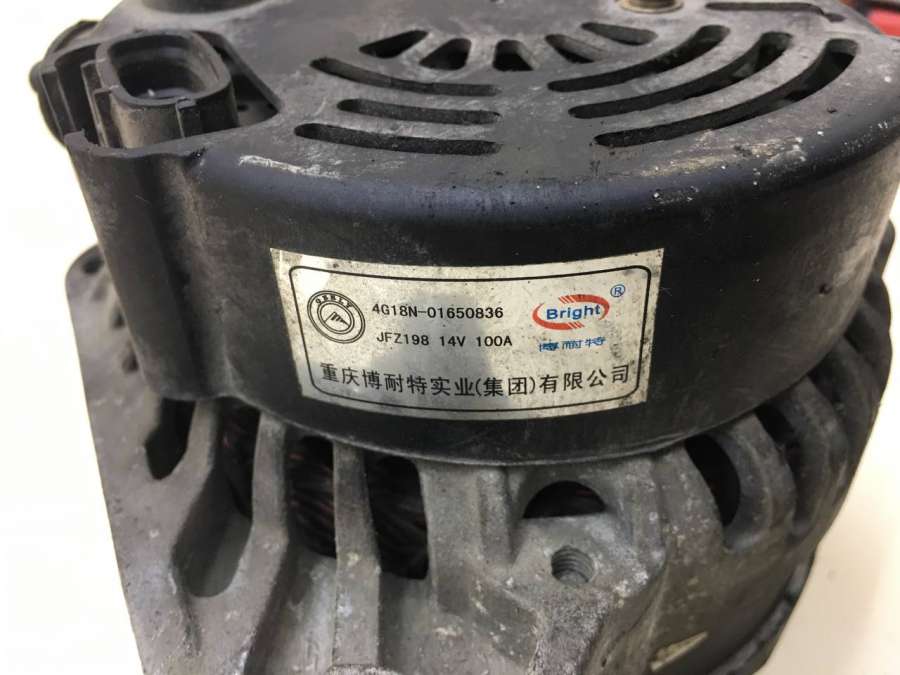 4G18N-01650836
Bright ®
JFZ198 14V 100A
博耐特
重庆博耐特实业(集团)有限公司